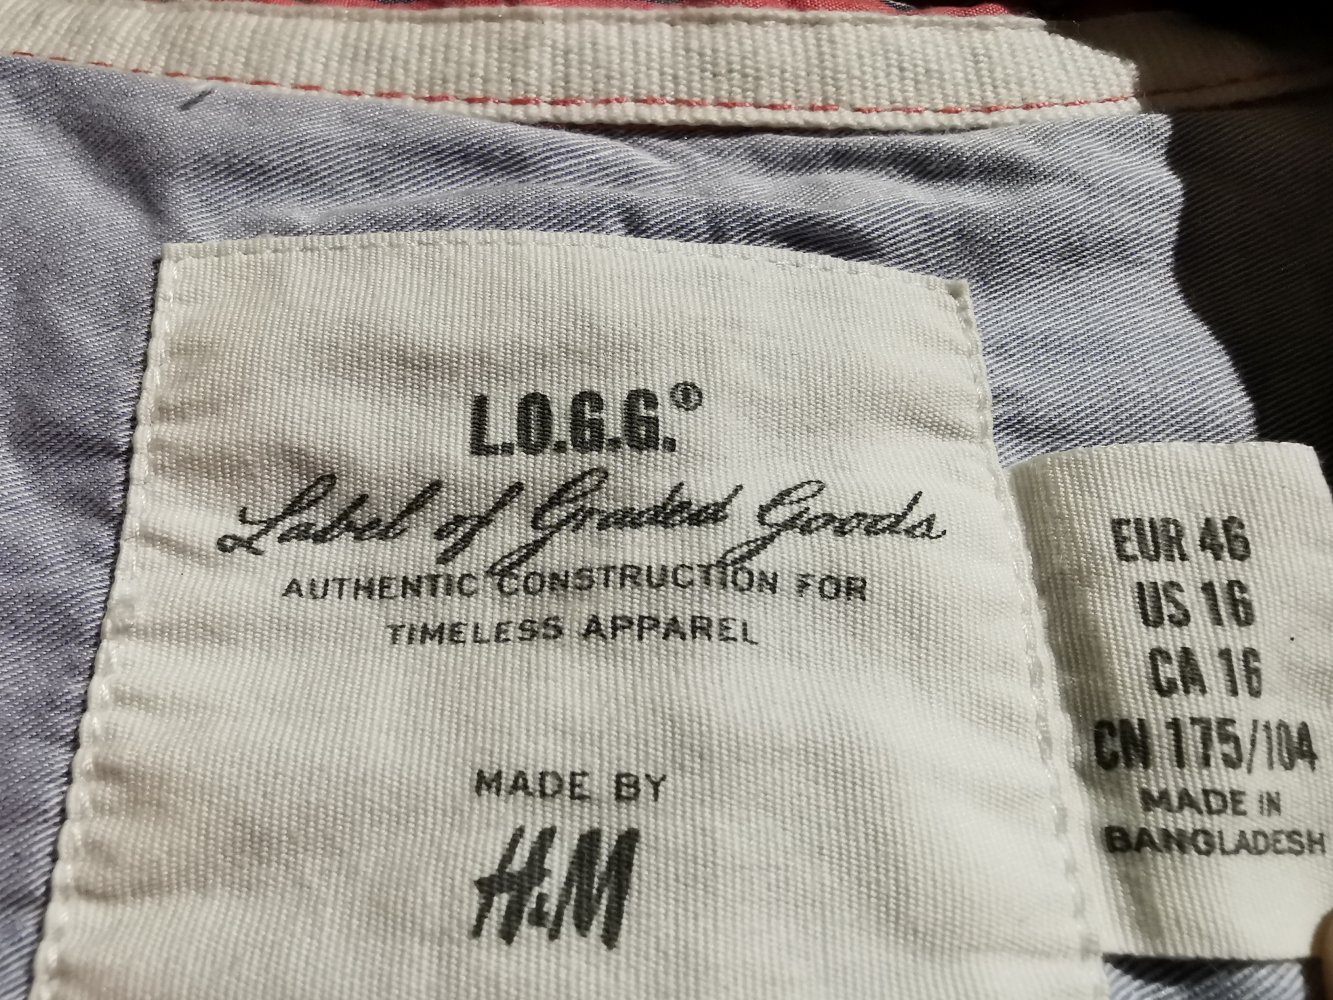 L.O.G.G.®
Label of Graded Goods
AUTHENTIC CONSTRUCTION FOR
TIMELESS APPAREL
MADE BY
H&M
EUR 46
US 16
CA 16
CN 175/104
MADE IN
BANGLADESH